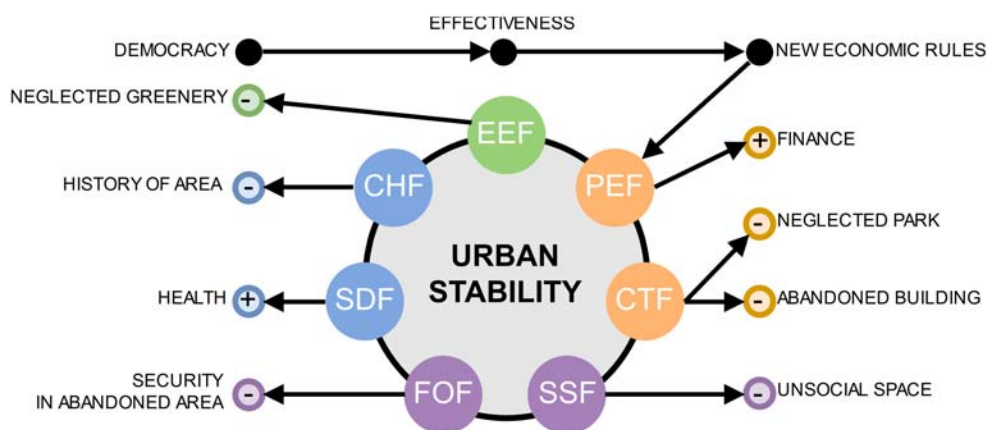 EFFECTIVENESS
DEMOCRACY
NEW ECONOMIC RULES
NEGLECTED GREENERY
-
EEF
+
FINANCE
HISTORY OF AREA
-
CHF
PEF
-
NEGLECTED PARK
URBAN
STABILITY
HEALTH
+
SDF
CTF
-
ABANDONED BUILDING
SECURITY
IN ABANDONED AREA
-
FOF
SSF
-
UNSOCIAL SPACE